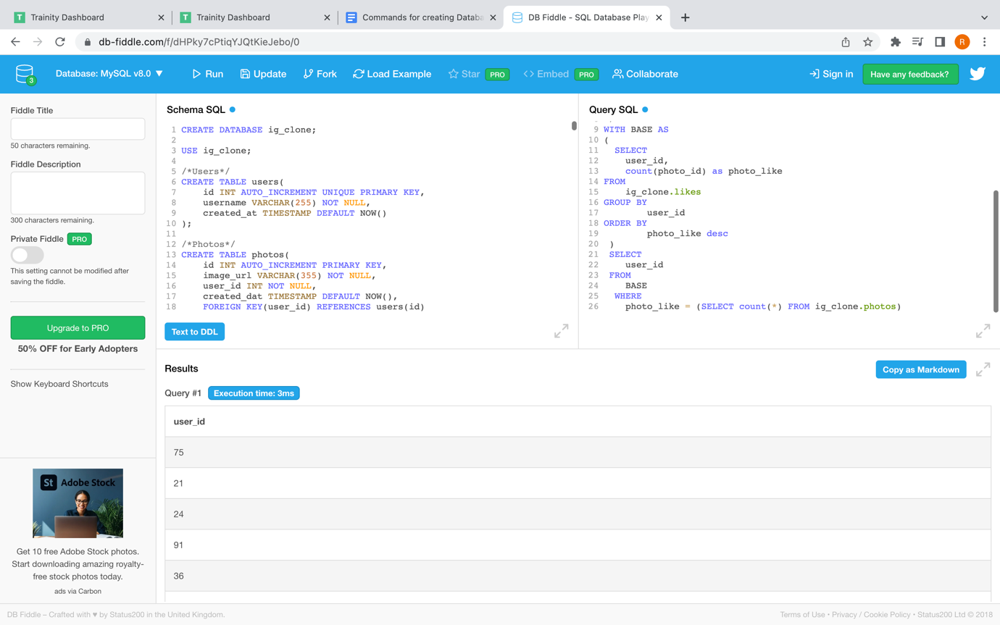 Trainity Dashboard
Trainity Dashboard
Commands for creating Databa
DB Fiddle - SQL Database Play
db-fiddle.com/f/dHPky7cPtiqYJQtKieJebo/0
R
3
Database: MySQL v8.0 ▼
Run
Update
Fork
Load Example
Star PRO
Embed PRO
Collaborate
Sign in
Have any feedback?
Fiddle Title
50 characters remaining.
Fiddle Description
300 characters remaining.
Private Fiddle PRO
This setting cannot be modified after
saving the fiddle.
Upgrade to PRO
50% OFF for Early Adopters
Show Keyboard Shortcuts
St Adobe Stock
Get 10 free Adobe Stock photos.
Start downloading amazing royalty-
free stock photos today.
ads via Carbon
Schema SQL
1 CREATE DATABASE ig_clone;
2
3 USE ig_clone;
4
5 /*Users*/
6 CREATE TABLE users(
7 id INT AUTO_INCREMENT UNIQUE PRIMARY KEY,
8 username VARCHAR(255) NOT NULL,
9 created_at TIMESTAMP DEFAULT NOW()
10 );
11
12 /*Photos*/
13 CREATE TABLE photos(
14 id INT AUTO_INCREMENT PRIMARY KEY,
15 image_url VARCHAR(355) NOT NULL,
16 user_id INT NOT NULL,
17 created_dat TIMESTAMP DEFAULT NOW(),
18 FOREIGN KEY(user_id) REFERENCES users(id)
Text to DDL
Query SQL
9 WITH BASE AS
10 (
11 SELECT
12 user_id,
13 count(photo_id) as photo_like
14 FROM
15 ig_clone.likes
16 GROUP BY
17 user_id
18 ORDER BY
19 photo_like desc
20 )
21 SELECT
22 user_id
23 FROM
24 BASE
25 WHERE
26 photo_like = (SELECT count(*) FROM ig_clone.photos)
Results
Copy as Markdown
Query #1 Execution time: 3ms
user_id
75
21
24
91
36
DB Fiddle – Crafted with ♥ by Status200 in the United Kingdom.
Terms of Use • Privacy / Cookie Policy • Status200 Ltd © 2018